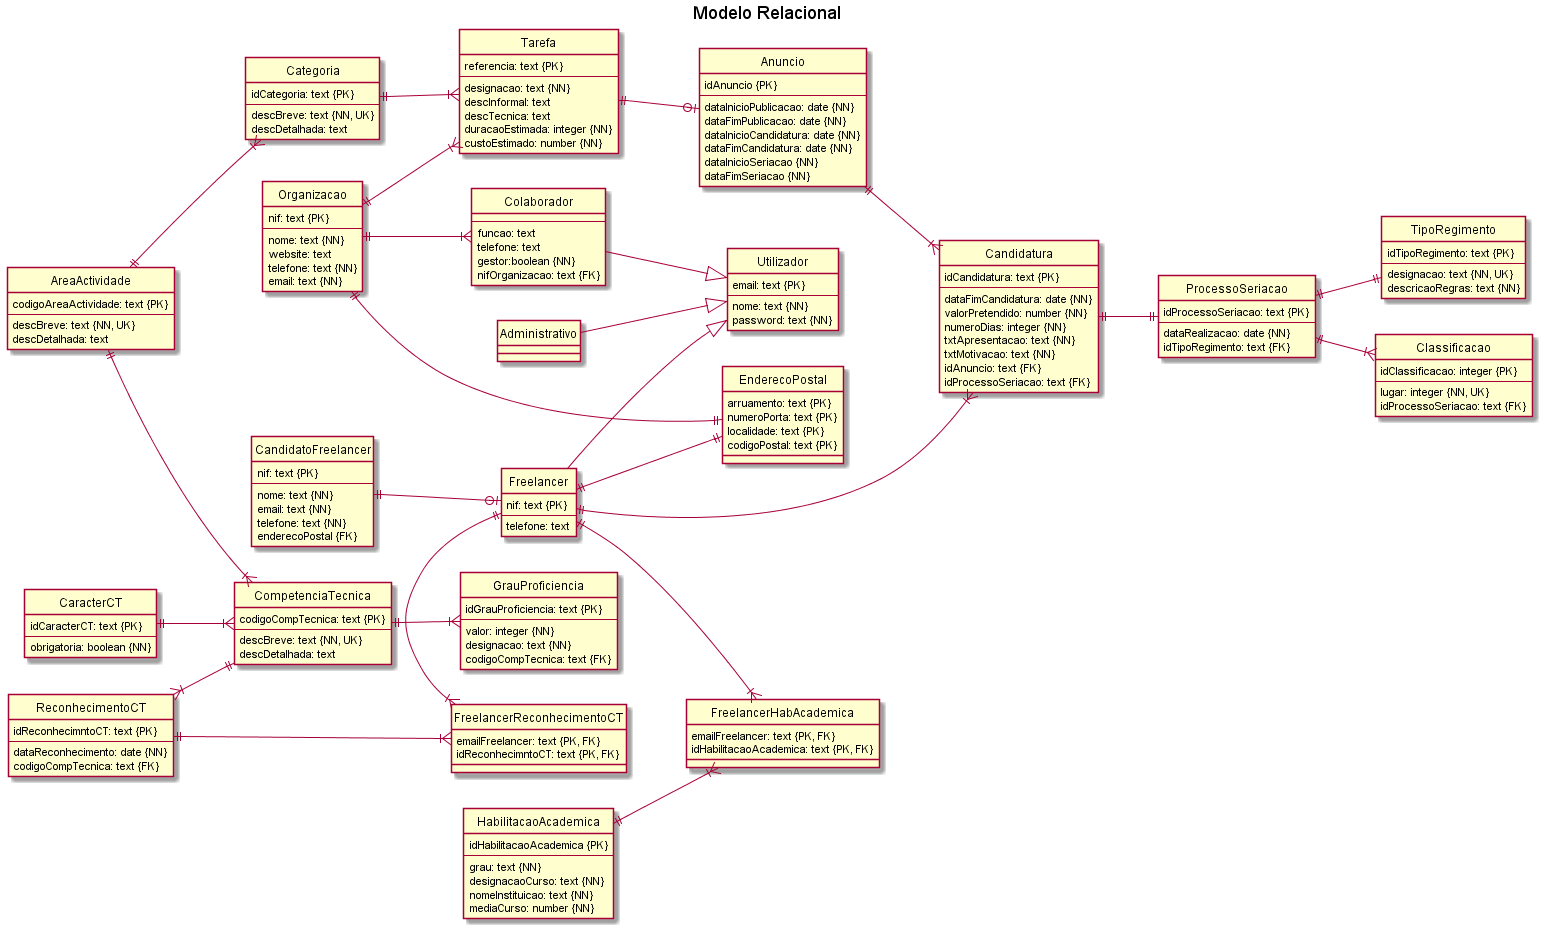 Modelo Relacional
Tarefa
referencia: text {PK}
designacao: text {NN}
descInformal: text
descTecnica: text
duracaoEstimada: integer {NN}
custoEstimado: number {NN}
Anuncio
idAnuncio {PK}
dataInicioPublicacao: date {NN}
dataFimPublicacao: date {NN}
dataInicioCandidatura: date {NN}
dataFimCandidatura: date {NN}
dataInicioSeriacao {NN}
dataFimSeriacao {NN}
Categoria
idCategoria: text {PK}
descBreve: text {NN, UK}
descDetalhada: text
Organizacao
nif: text {PK}
nome: text {NN}
website: text
telefone: text {NN}
email: text {NN}
Colaborador
funcao: text
telefone: text
gestor:boolean {NN}
nifOrganizacao: text {FK}
Utilizador
email: text {PK}
nome: text {NN}
password: text {NN}
Candidatura
idCandidatura: text {PK}
dataFimCandidatura: date {NN}
valorPretendido: number {NN}
numeroDias: integer {NN}
txtApresentacao: text {NN}
txtMotivacao: text {NN}
idAnuncio: text {FK}
idProcessoSeriacao: text {FK}
TipoRegimento
idTipoRegimento: text {PK}
designacao: text {NN, UK}
descricaoRegras: text {NN}
ProcessoSeriacao
idProcessoSeriacao: text {PK}
dataRealizacao: date {NN}
idTipoRegimento: text {FK}
Classificacao
idClassificacao: integer {PK}
lugar: integer {NN, UK}
idProcessoSeriacao: text {FK}
AreaActividade
codigoAreaActividade: text {PK}
descBreve: text {NN, UK}
descDetalhada: text
Administrativo
EnderecoPostal
arruamento: text {PK}
numeroPorta: text {PK}
localidade: text {PK}
codigoPostal: text {PK}
CandidatoFreelancer
nif: text {PK}
nome: text {NN}
email: text {NN}
telefone: text {NN}
enderecoPostal {FK}
Freelancer
nif: text {PK}
telefone: text
CaracterCT
idCaracterCT: text {PK}
obrigatoria: boolean {NN}
CompetenciaTecnica
codigoCompTecnica: text {PK}
descBreve: text {NN, UK}
descDetalhada: text
GrauProficiencia
idGrauProficiencia: text {PK}
valor: integer {NN}
designacao: text {NN}
codigoCompTecnica: text {FK}
ReconhecimentoCT
idReconhecimntoCT: text {PK}
dataReconhecimento: date {NN}
codigoCompTecnica: text {FK}
FreelancerReconhecimentoCT
emailFreelancer: text {PK, FK}
idReconhecimntoCT: text {PK, FK}
FreelancerHabAcademica
emailFreelancer: text {PK, FK}
idHabilitacaoAcademica: text {PK, FK}
HabilitacaoAcademica
idHabilitacaoAcademica {PK}
grau: text {NN}
designacaoCurso: text {NN}
nomeInstituicao: text {NN}
mediaCurso: number {NN}